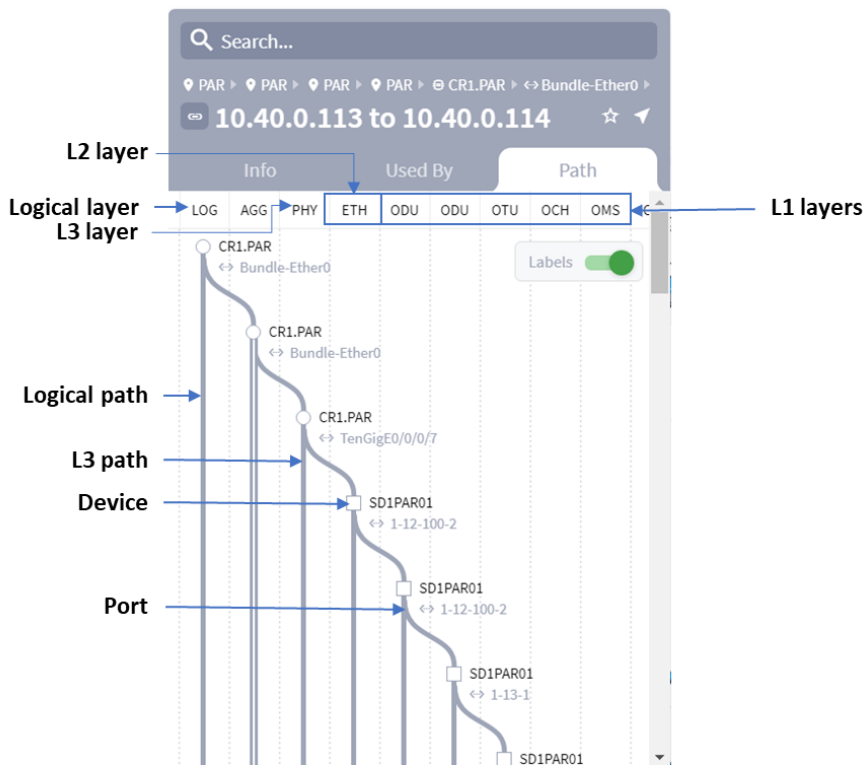 Search...
PAR PAR PAR PAR CR1.PAR Bundle-Ether0
10.40.0.113 to 10.40.0.114
L2 layer
Info Used By Path
Logical layer
LOG AGG PHY ETH ODU ODU OTU OCH OMS
L1 layers
L3 layer
CR1.PAR
Labels
Bundle-Ether0
CR1.PAR
Bundle-Ether0
Logical path
CR1.PAR
TenGigE0/0/0/7
L3 path
Device
SD1PAR01
1-12-100-2
SD1PAR01
Port
1-12-100-2
SD1PAR01
1-13-1
SD1PAR01